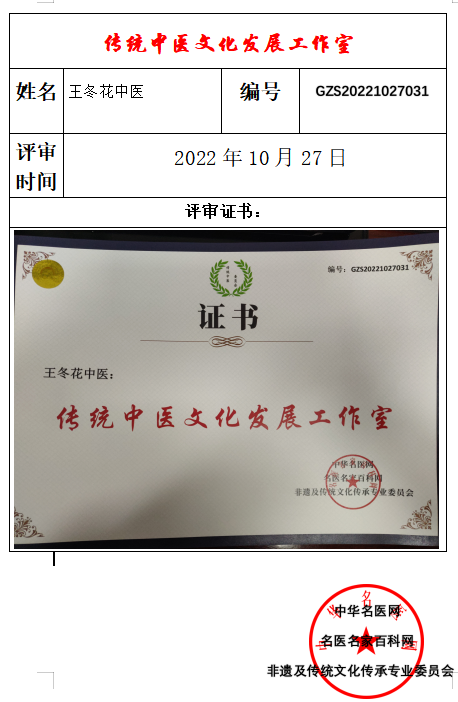 传统中医文化发展工作室
姓名 王冬花中医 编号 GZS20221027031
评审时间 2022年10月27日
评审证书：
编号：GZS20221027031
证书
王冬花中医：
传统中医文化发展工作室
中华名医网
名医名家百科网
非遗及传统文化传承专业委员会
中华名医网
中华名医网
名医名家百科网
非遗及传统文化传承专业委员会